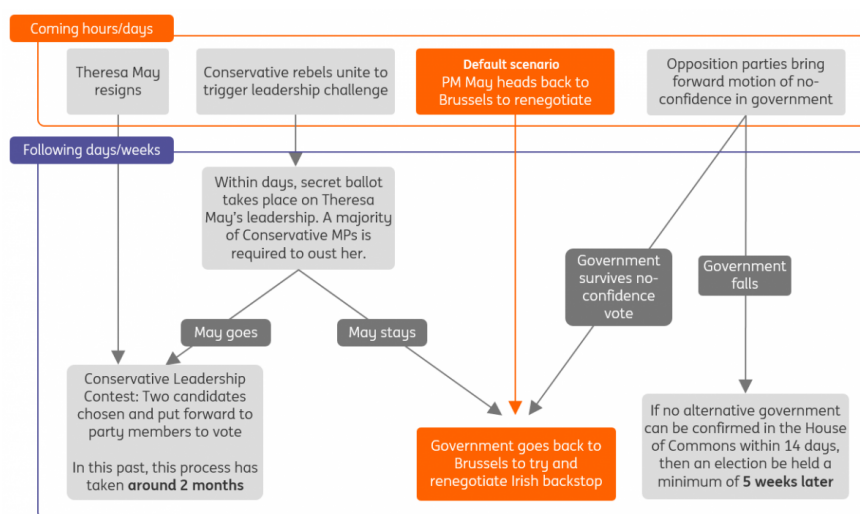 Coming hours/days
Theresa May
resigns
Conservative rebels unite to
trigger leadership challenge
Default scenario
PM May heads back to
Brussels to renegotiate
Opposition parties bring
forward motion of no-
confidence in government
Following days/weeks
Within days, secret ballot
takes place on Theresa
May's leadership. A majority
of Conservative MPs is
required to oust her.
Government
survives no-
confidence
vote
Government
falls
May goes
May stays
Conservative Leadership
Contest: Two candidates
chosen and put forward to
party members to vote
In this past, this process has
taken around 2 months
Government goes back to
Brussels to try and
renegotiate Irish backstop
If no alternative government
can be confirmed in the House
of Commons within 14 days,
then an election be held a
minimum of 5 weeks later